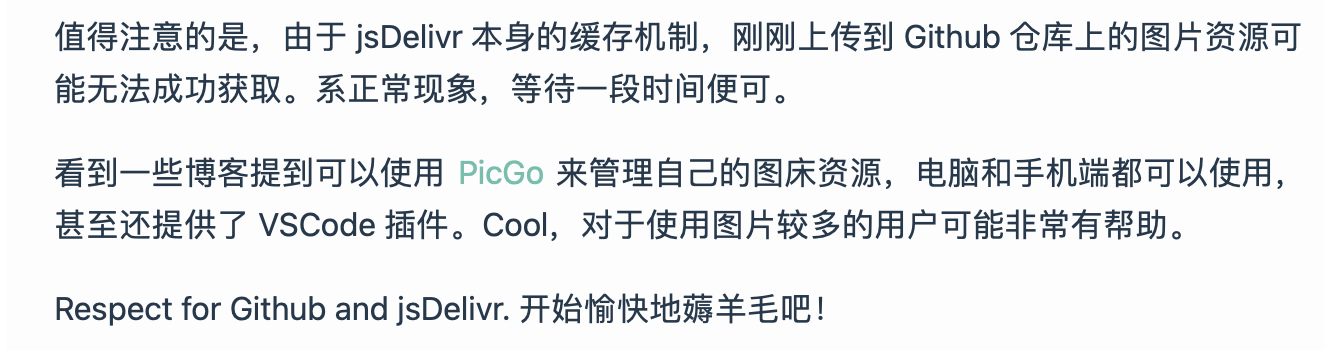 值得注意的是，由于 jsDelivr 本身的缓存机制，刚刚上传到 Github 仓库上的图片资源可
能无法成功获取。系正常现象，等待一段时间便可。
看到一些博客提到可以使用 PicGo 来管理自己的图床资源，电脑和手机端都可以使用，
甚至还提供了 VSCode 插件。Cool，对于使用图片较多的用户可能非常有帮助。
Respect for Github and jsDelivr. 开始愉快地薅羊毛吧！